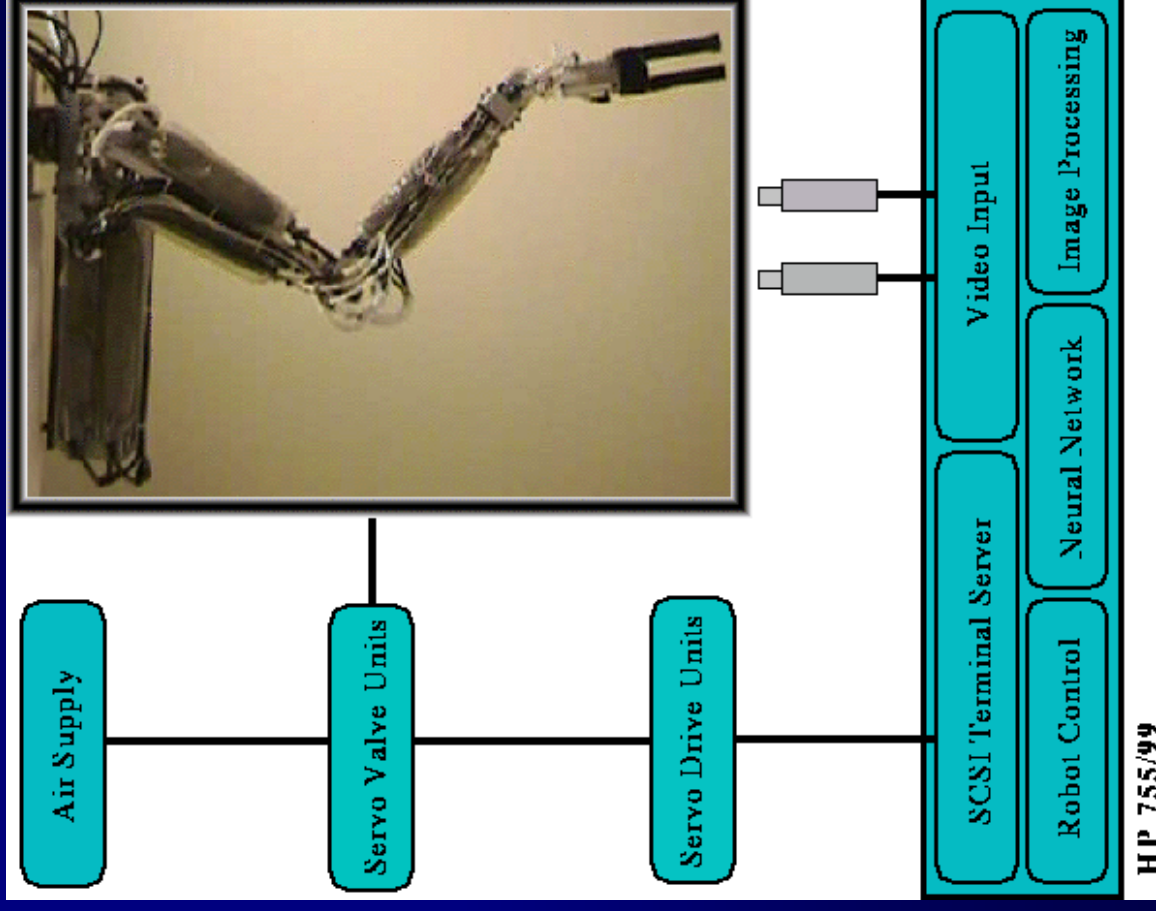 Air Supply
Servo Valve Units
Servo Drive Units
SCSI Terminal Server
Video Input
Robot Control
Neural Network
Image Processing
HP 755/99